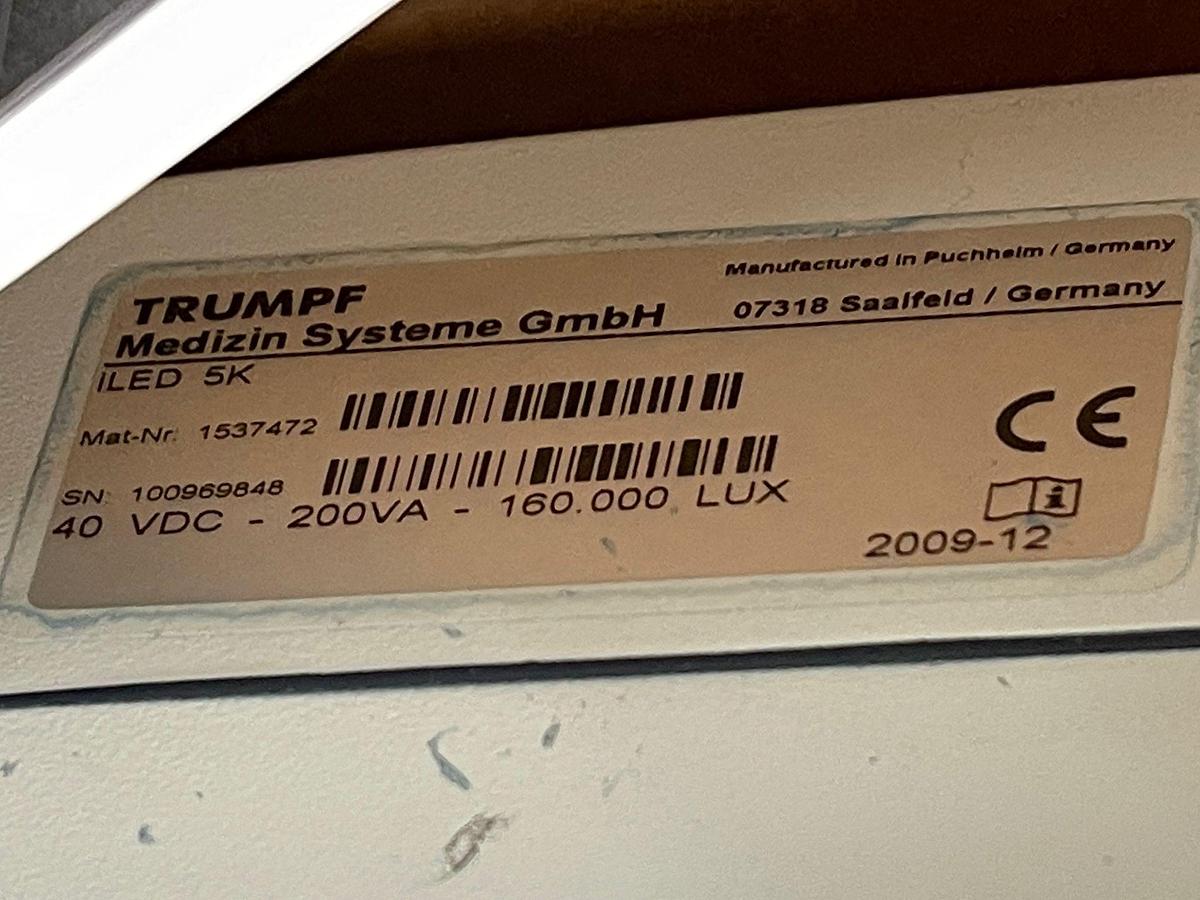 TRUMPF
Medizin Systeme GmbH
Manufactured in Puchheim / Germany
07318 Saalfeld / Germany
iLED 5K
Mat-Nr: 1537472
SN: 100969848
40 VDC - 200VA - 160.000 LUX
CE
i
2009-12